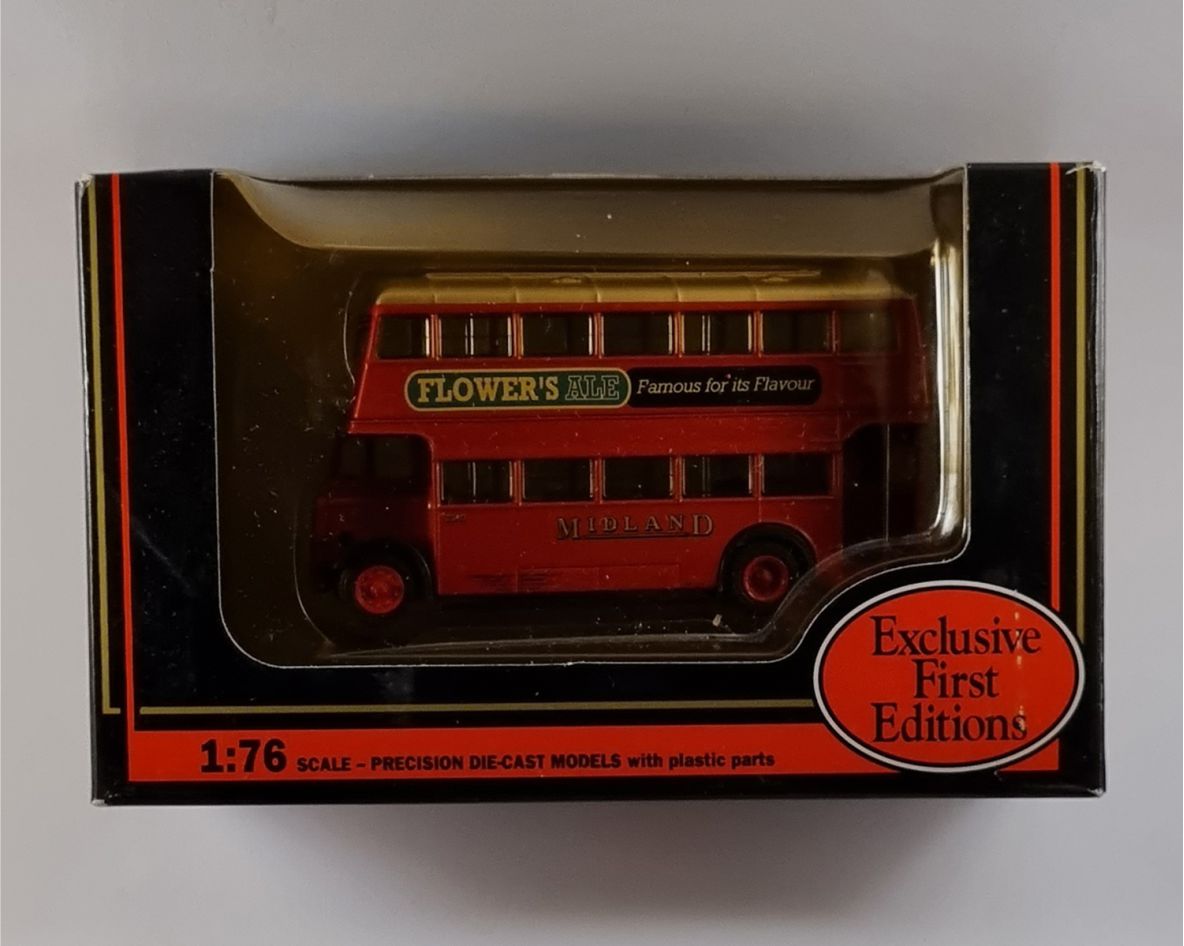 FLOWER'S ALE Famous for its Flavour
MIDLAND
Exclusive
First
Editions
1:76 SCALE – PRECISION DIE-CAST MODELS with plastic parts